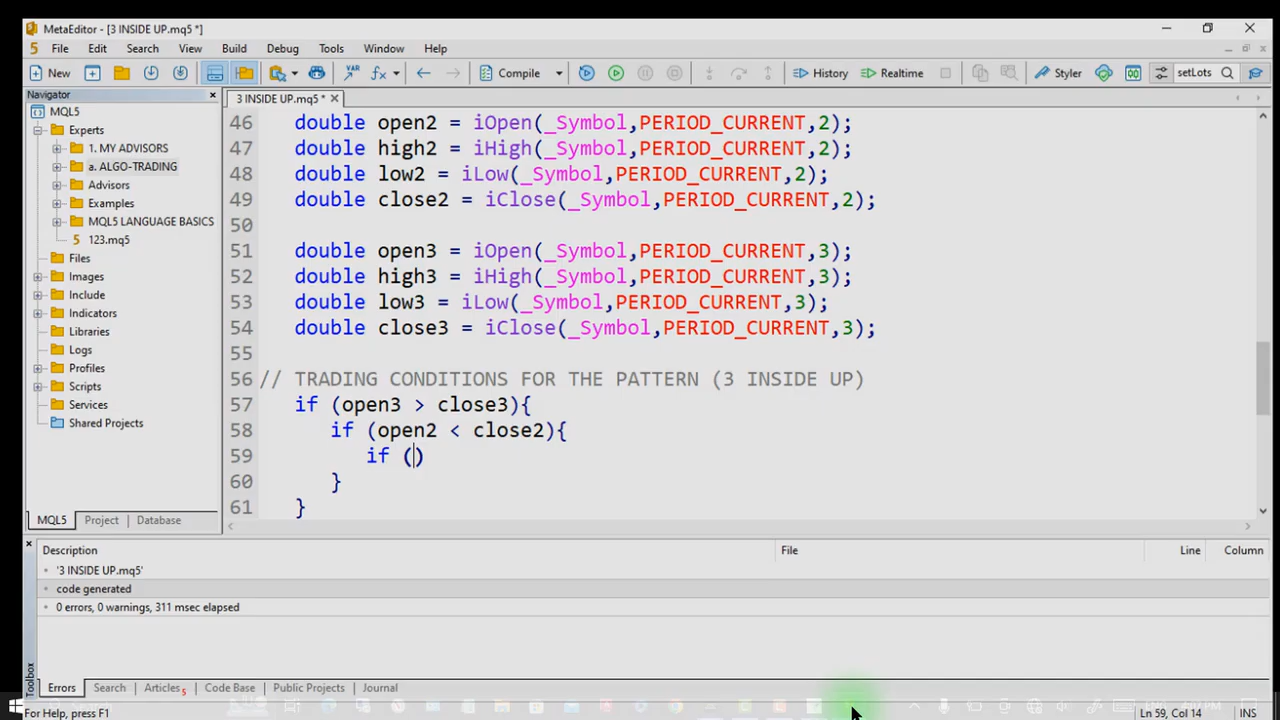 MetaEditor - [3 INSIDE UP.mq5 *]
5 File Edit Search View Build Debug Tools Window Help
New Compile History Realtime Styler setLots
Navigator
3 INSIDE UP.mq5 *
MQL5
Experts
1. MY ADVISORS
a. ALGO-TRADING
Advisors
Examples
MQL5 LANGUAGE BASICS
5 123.mq5
Files
Images
Include
Indicators
Libraries
Logs
Profiles
Scripts
Services
Shared Projects
MQL5 Project Database
46 double open2 = iOpen(_Symbol,PERIOD_CURRENT,2);
47 double high2 = iHigh(_Symbol,PERIOD_CURRENT,2);
48 double low2 = iLow(_Symbol,PERIOD_CURRENT,2);
49 double close2 = iClose(_Symbol,PERIOD_CURRENT,2);
50
51 double open3 = iOpen(_Symbol,PERIOD_CURRENT,3);
52 double high3 = iHigh(_Symbol,PERIOD_CURRENT,3);
53 double low3 = iLow(_Symbol,PERIOD_CURRENT,3);
54 double close3 = iClose(_Symbol,PERIOD_CURRENT,3);
55
56 // TRADING CONDITIONS FOR THE PATTERN (3 INSIDE UP)
57 if (open3 > close3){
58 if (open2 < close2){
59 if ()
60 }
61 }
Description File Line Column
'3 INSIDE UP.mq5'
code generated
0 errors, 0 warnings, 311 msec elapsed
Toolbox
Errors Search Articles 5 Code Base Public Projects Journal
For Help, press F1 Ln 59, Col 14 INS